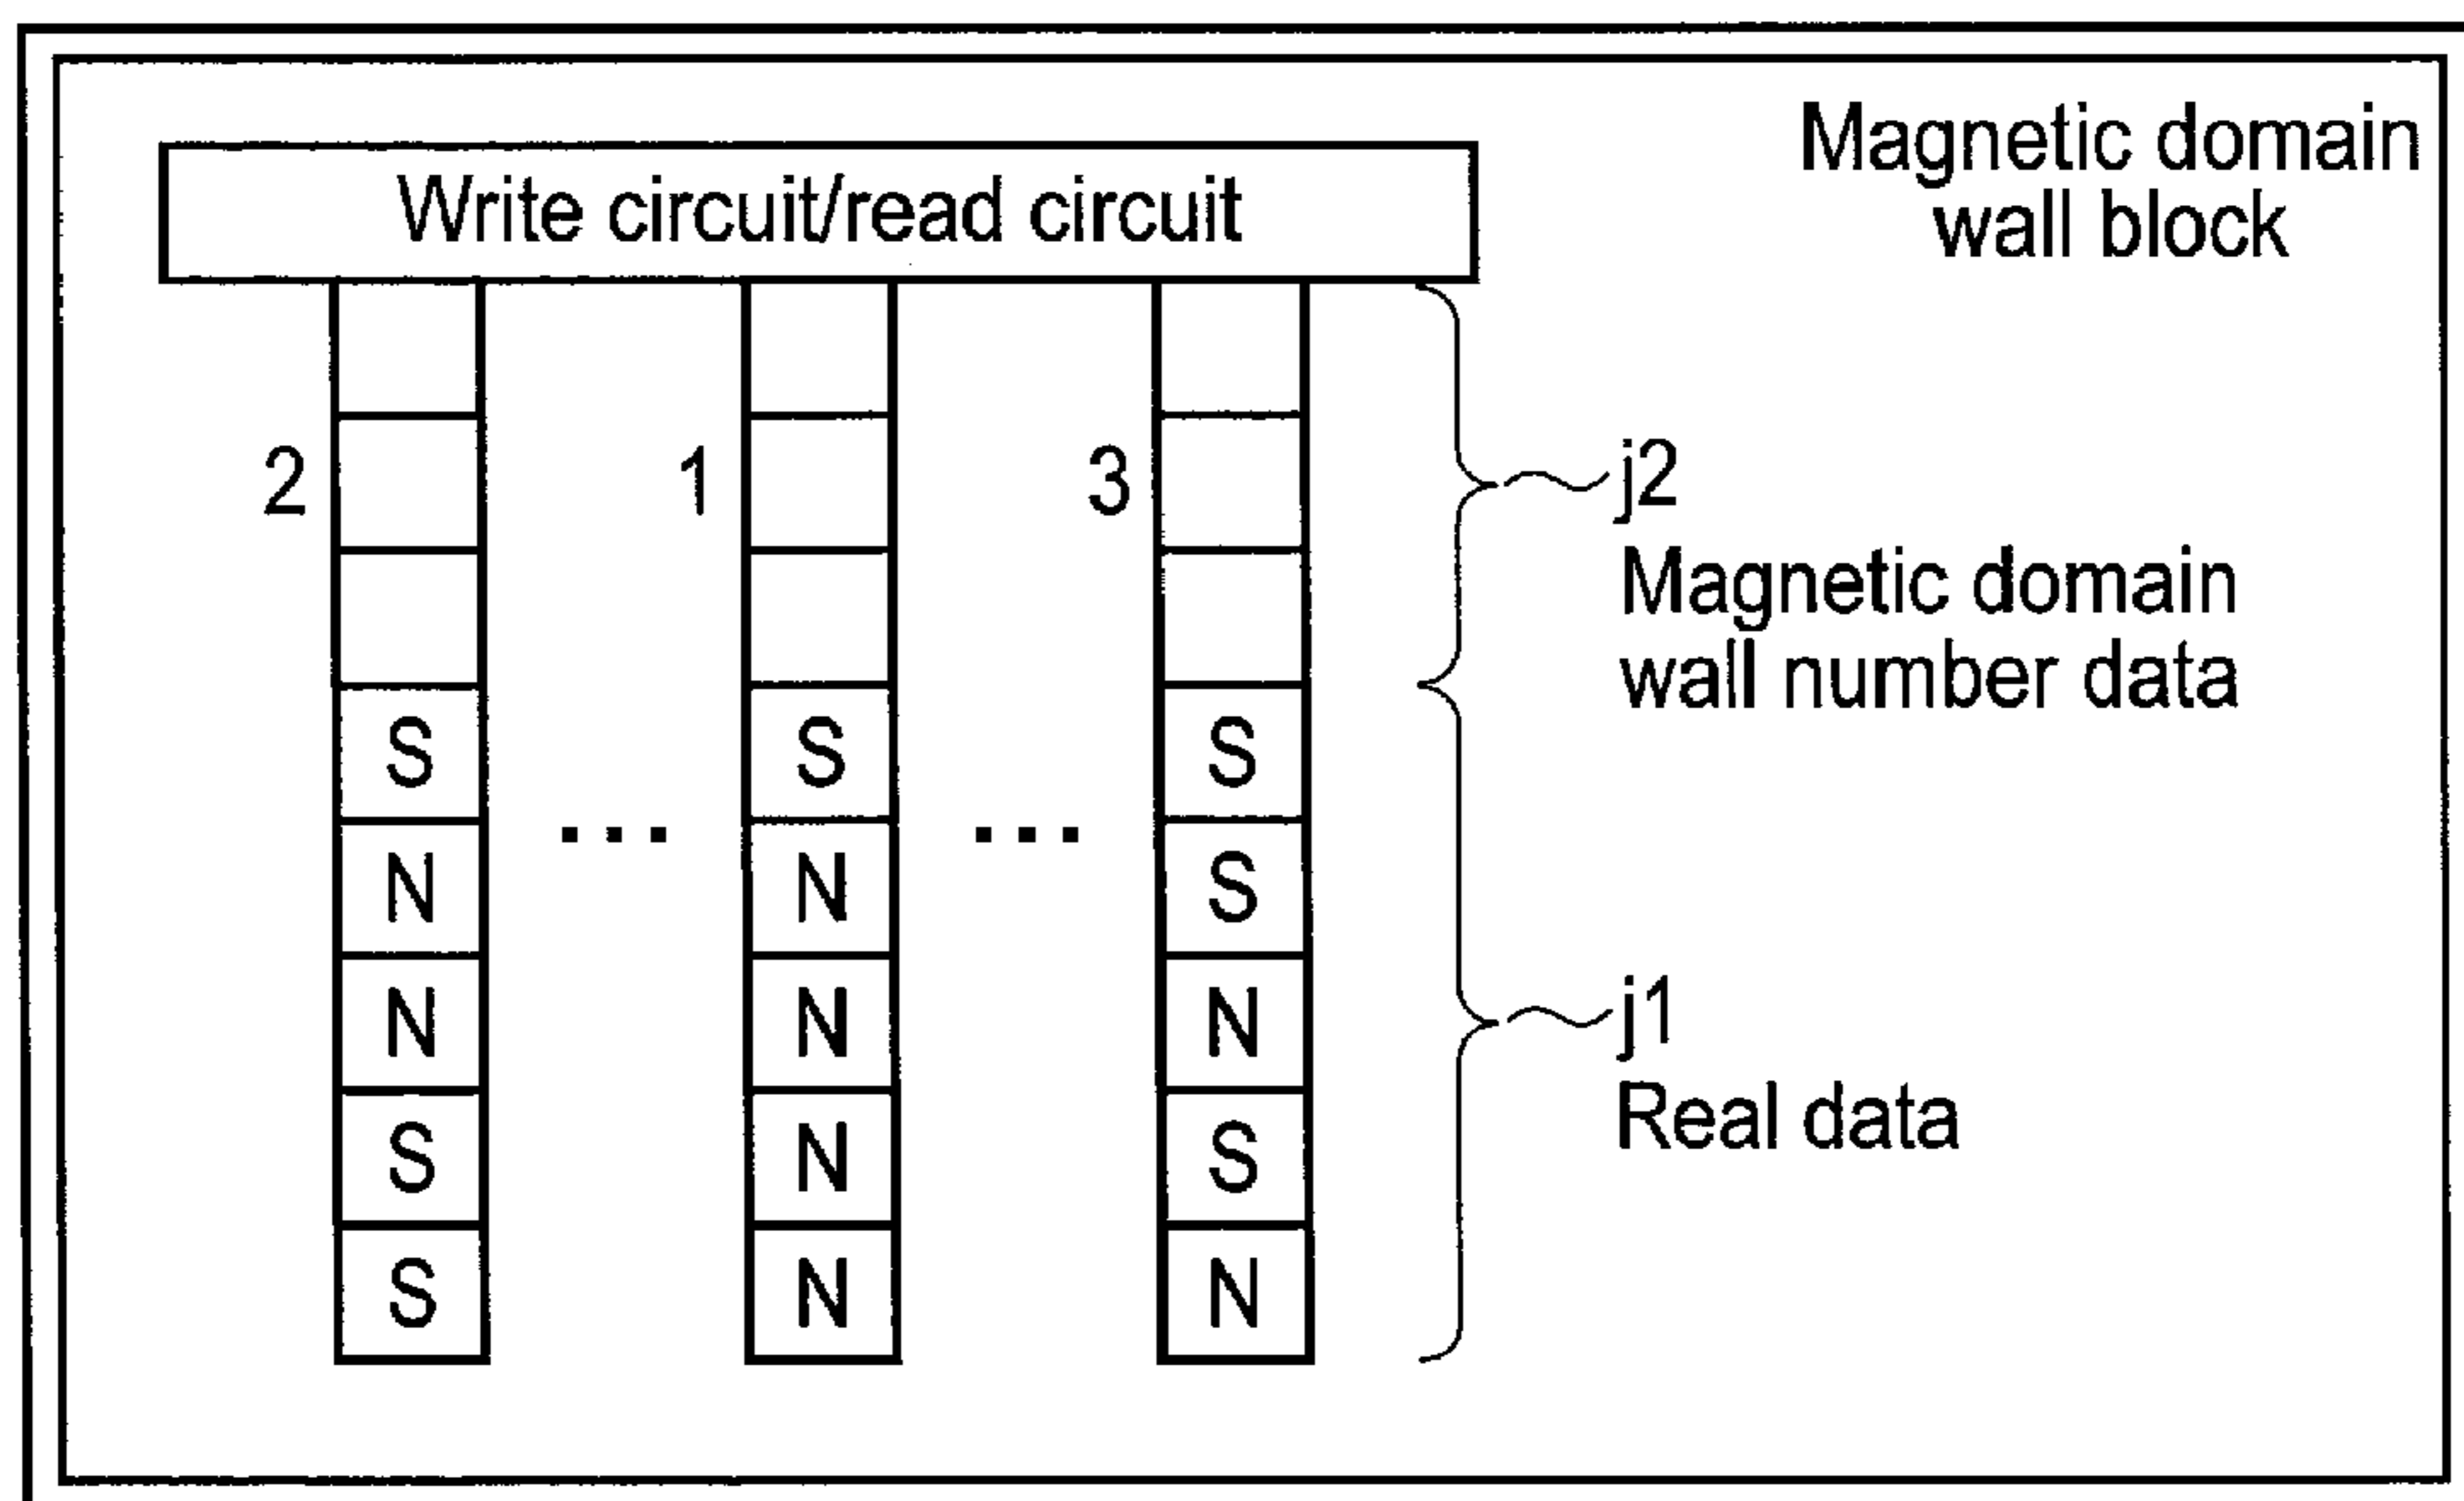 Magnetic domain
wall block
Write circuit/read circuit
2 1 3
j2
Magnetic domain
wall number data
S S S
... ...
N N S
N N N
j1
Real data
S N S
S N N